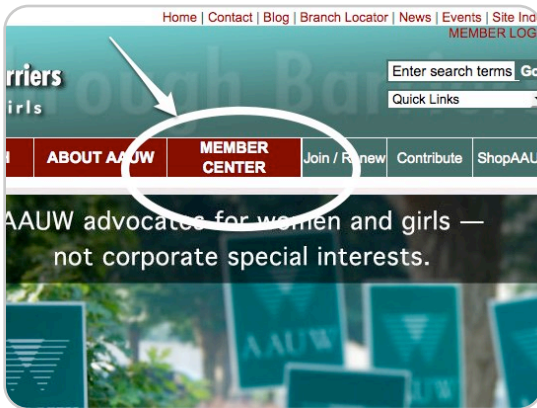 Home | Contact | Blog | Branch Locator | News | Events | Site Ind
MEMBER LOG
rriers
Enter search terms Go
irls
Quick Links
ABOUT AAUW MEMBER CENTER Join / Renew Contribute ShopAAU
AAUW advocates for women and girls —
not corporate special interests.
AAUW